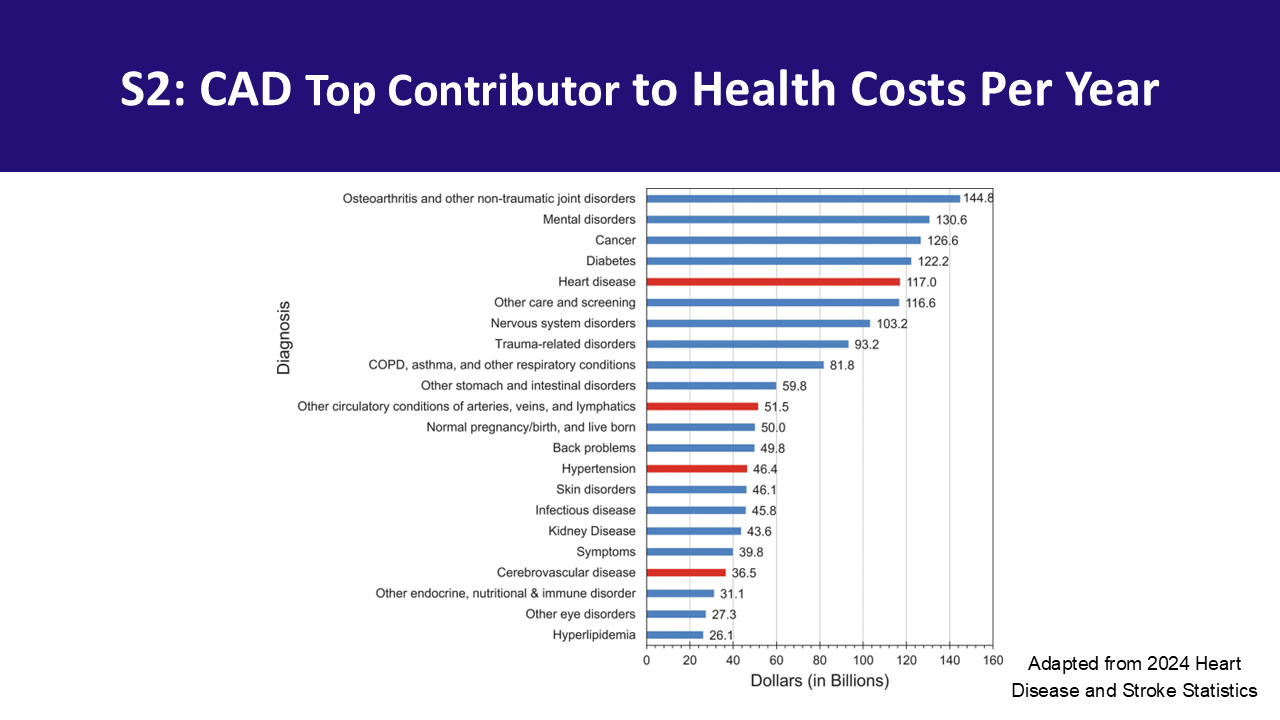 S2: CAD Top Contributor to Health Costs Per Year
Diagnosis
Osteoarthritis and other non-traumatic joint disorders 144.8
Mental disorders 130.6
Cancer 126.6
Diabetes 122.2
Heart disease 117.0
Other care and screening 116.6
Nervous system disorders 103.2
Trauma-related disorders 93.2
COPD, asthma, and other respiratory conditions 81.8
Other stomach and intestinal disorders 59.8
Other circulatory conditions of arteries, veins, and lymphatics 51.5
Normal pregnancy/birth, and live born 50.0
Back problems 49.8
Hypertension 46.4
Skin disorders 46.1
Infectious disease 45.8
Kidney Disease 43.6
Symptoms 39.8
Cerebrovascular disease 36.5
Other endocrine, nutritional & immune disorder 31.1
Other eye disorders 27.3
Hyperlipidemia 26.1
0 20 40 60 80 100 120 140 160
Dollars (in Billions)
Adapted from 2024 Heart
Disease and Stroke Statistics